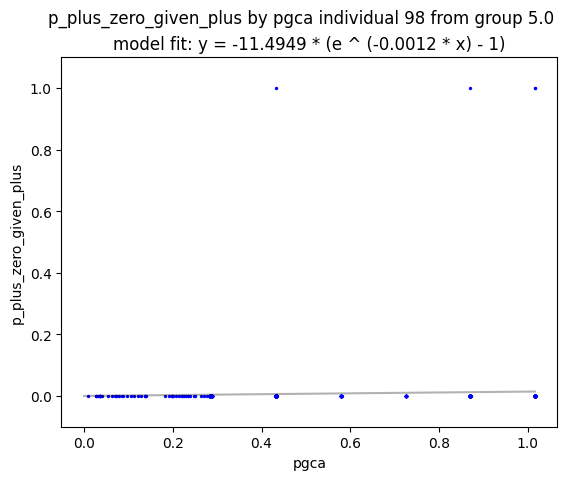 p_plus_zero_given_plus by pgca individual 98 from group 5.0
model fit: y = -11.4949 * (e ^ (-0.0012 * x) - 1)
1.0
0.8
0.6
0.4
0.2
0.0
p_plus_zero_given_plus
0.0 0.2 0.4 0.6 0.8 1.0
pgca